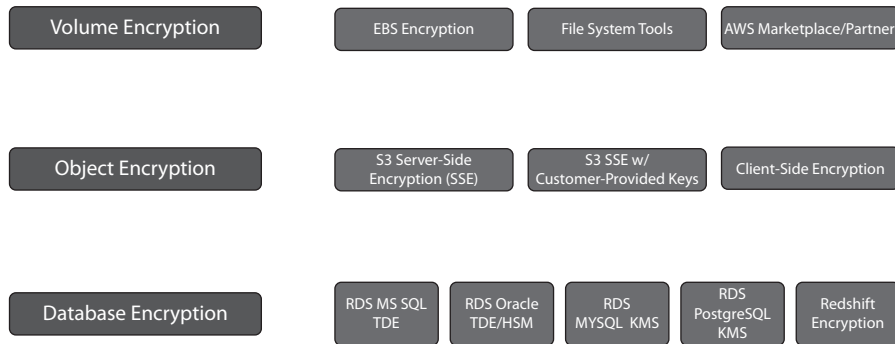 Volume Encryption
EBS Encryption
File System Tools
AWS Marketplace/Partner
Object Encryption
S3 Server-Side
Encryption (SSE)
S3 SSE w/
Customer-Provided Keys
Client-Side Encryption
Database Encryption
RDS MS SQL
TDE
RDS Oracle
TDE/HSM
RDS
MYSQL KMS
RDS
PostgreSQL
KMS
Redshift
Encryption